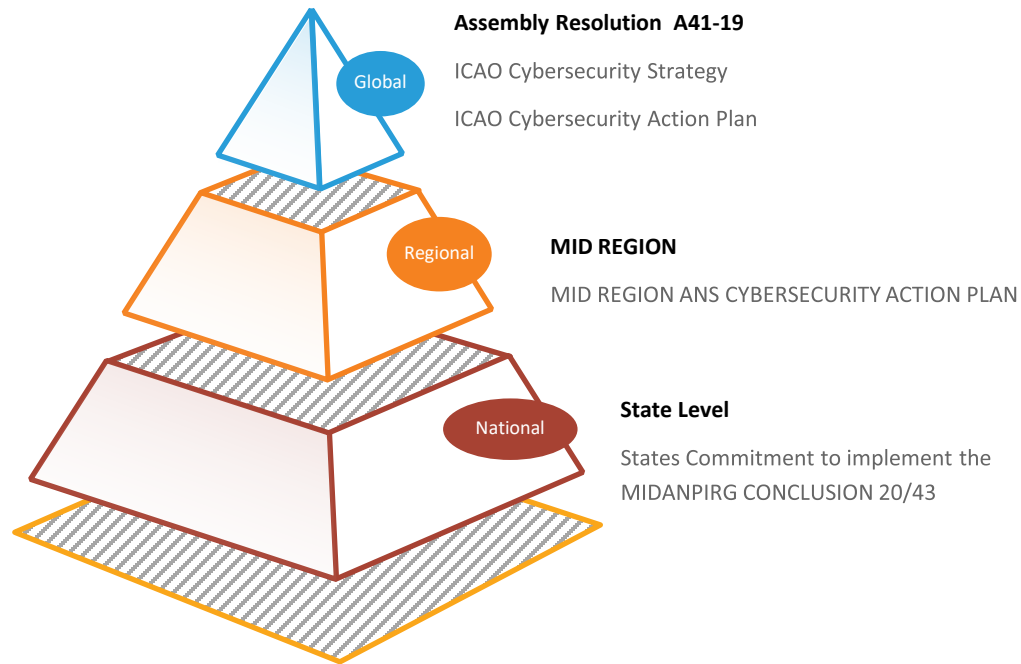 Assembly Resolution  A41-19
Global
ICAO Cybersecurity Strategy
ICAO Cybersecurity Action Plan
Regional
MID REGION
MID REGION ANS CYBERSECURITY ACTION PLAN
National
State Level
States Commitment to implement the
MIDANPIRG CONCLUSION 20/43